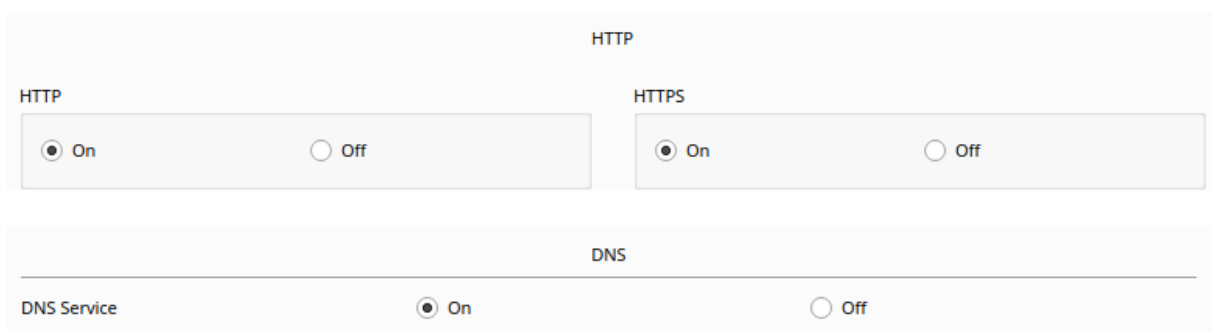 HTTP
HTTP HTTPS
On Off On Off
DNS
DNS Service On Off